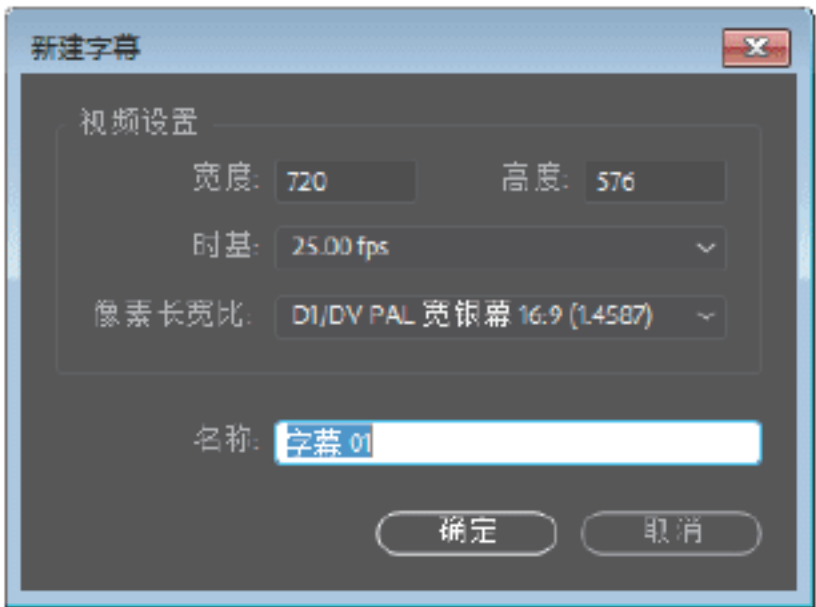 新建字幕
视频设置
宽度: 720 高度: 576
时基: 25.00 fps
像素长宽比: D1/DV PAL 宽银幕 16:9 (1.4587)
名称: 字幕 01
确定 取消